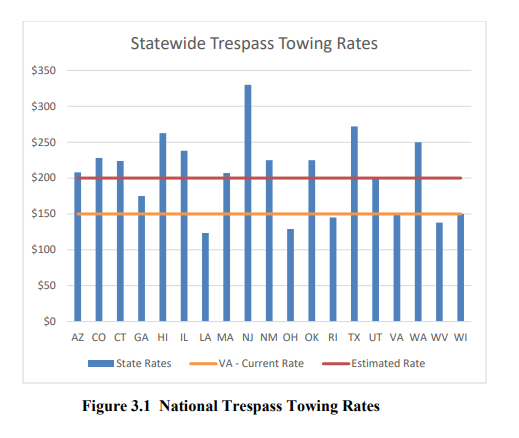 Statewide Trespass Towing Rates
$350
$300
$250
$200
$150
$100
$50
$0
AZ CO CT GA HI IL LA MA NJ NM OH OK RI TX UT VA WA WV WI
State Rates VA - Current Rate Estimated Rate
Figure 3.1 National Trespass Towing Rates